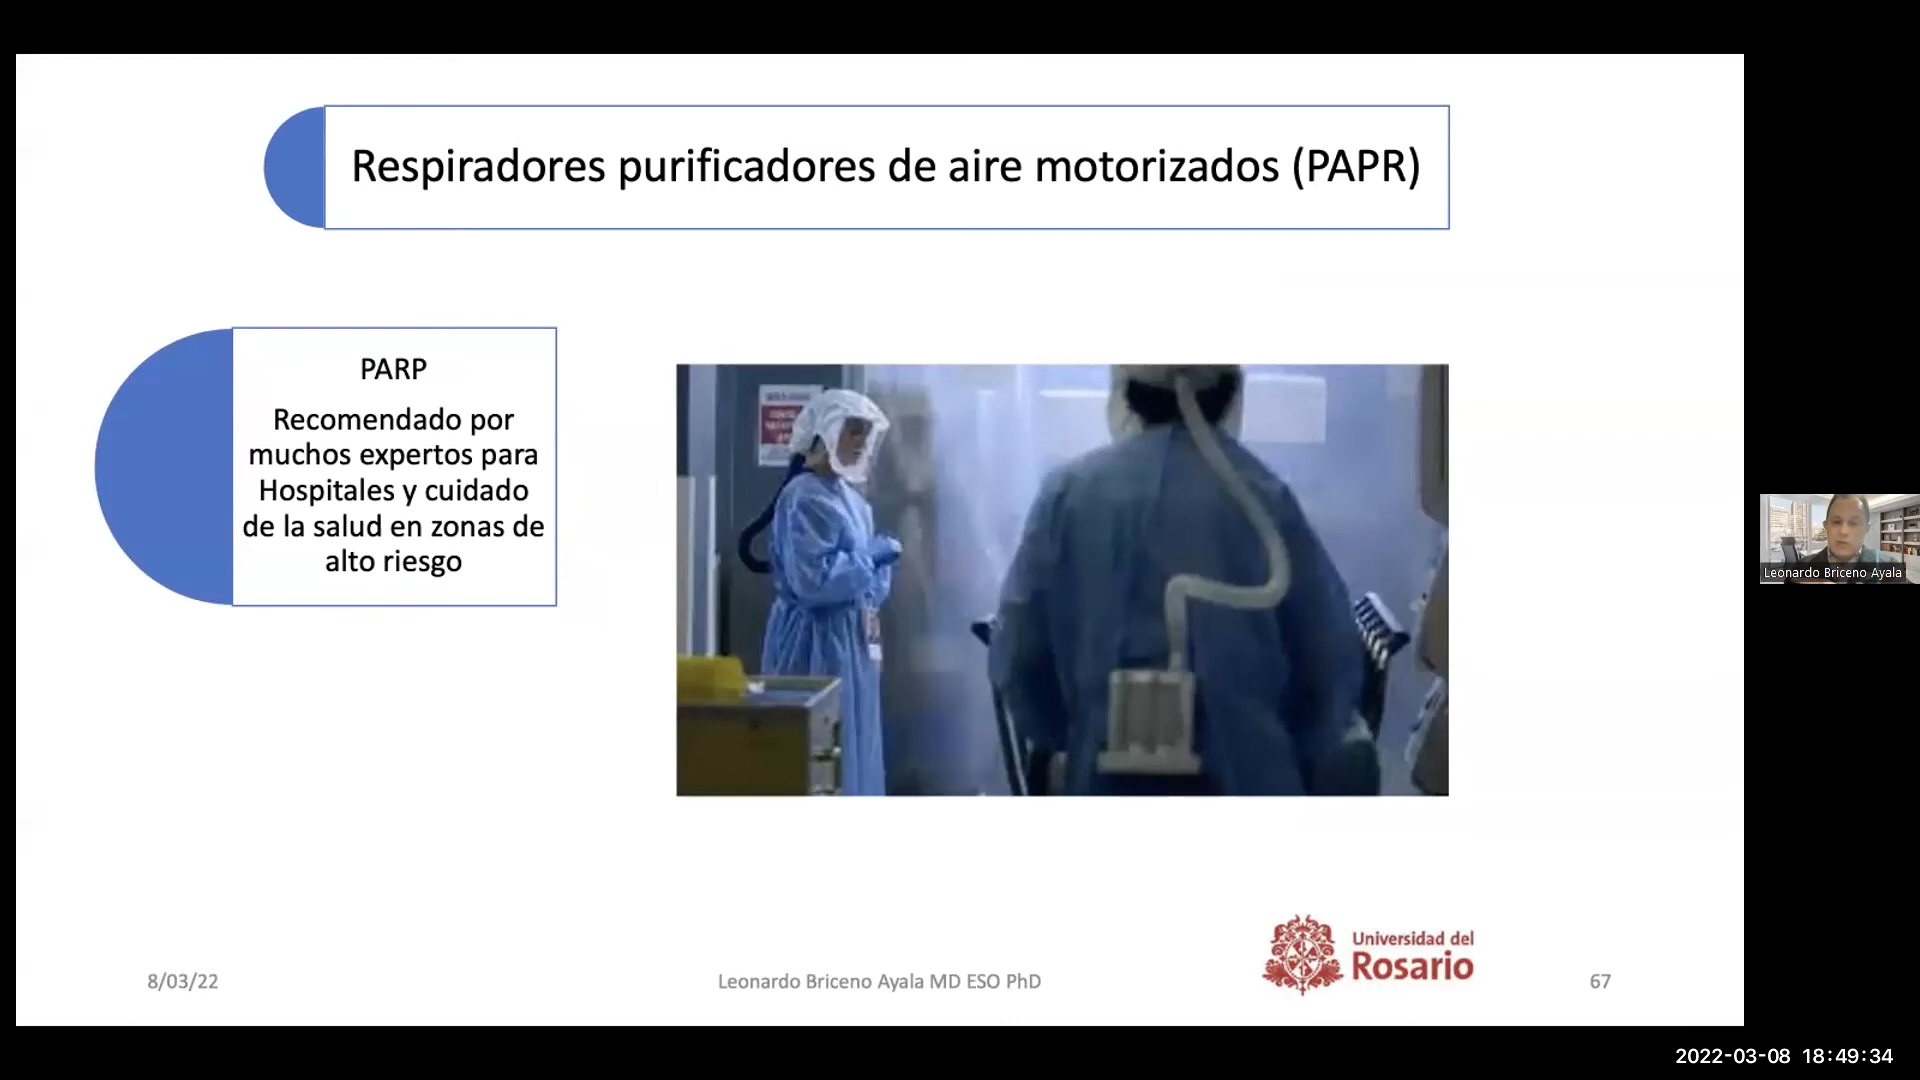 Respiradores purificadores de aire motorizados (PAPR)
PARP
Recomendado por
muchos expertos para
Hospitales y cuidado
de la salud en zonas de
alto riesgo
Leonardo Briceno Ayala
8/03/22
Leonardo Briceno Ayala MD ESO PhD
Universidad del
Rosario
67
2022-03-08 18:49:34